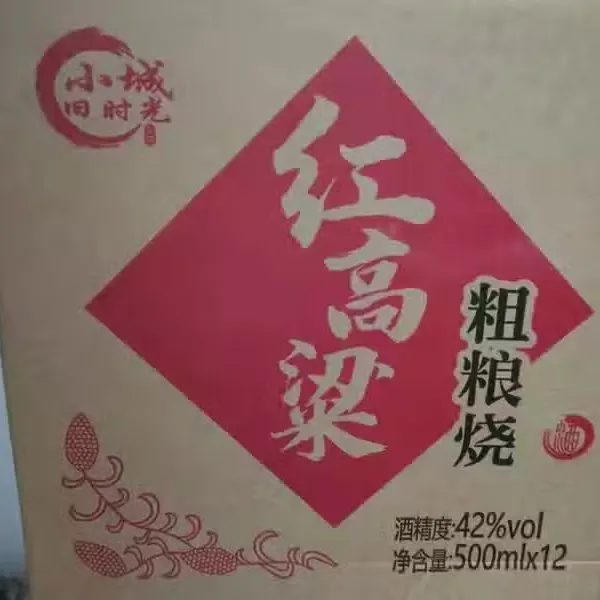 小城
旧时光
红高粱
粗粮烧
酒
酒精度:42%vol
净含量:500mlx12